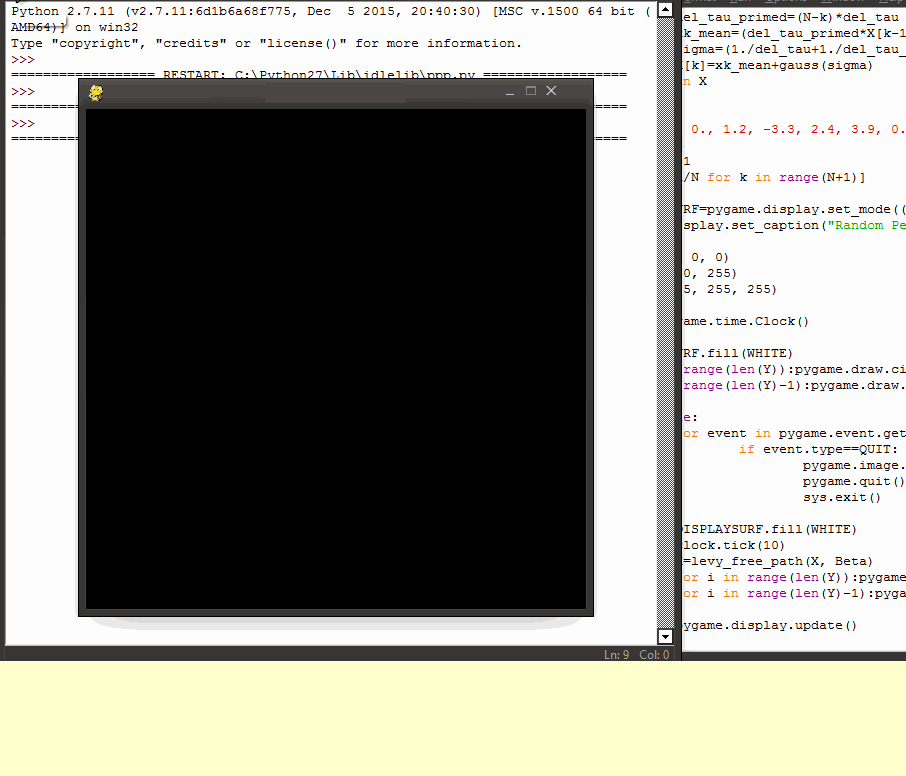 Python 2.7.11 (v2.7.11:6d1b6a68f775, Dec  5 2015, 20:40:30) [MSC v.1500 64 bit (
AMD64)] on win32
Type "copyright", "credits" or "license()" for more information.
>>>
================== RESTART: C:\Python27\Lib\idlelib\ppp.py ==================
>>>
>>>
Ln: 9 Col: 0
el_tau_primed=(N-k)*del_tau
k_mean=(del_tau_primed*X[k-1
igma=(1./del_tau+1./del_tau_
[k]=xk_mean+gauss(sigma)
n X
0., 1.2, -3.3, 2.4, 3.9, 0.
1
/N for k in range(N+1)]
RF=pygame.display.set_mode((
splay.set_caption("Random Pe
0, 0)
0, 255)
5, 255, 255)
ame.time.Clock()
RF.fill(WHITE)
range(len(Y)):pygame.draw.ci
range(len(Y)-1):pygame.draw.
e:
or event in pygame.event.get
if event.type==QUIT:
pygame.image.
pygame.quit()
sys.exit()
DISPLAYSURF.fill(WHITE)
lock.tick(10)
=levy_free_path(X, Beta)
or i in range(len(Y)):pygame
or i in range(len(Y)-1):pyga
ygame.display.update()